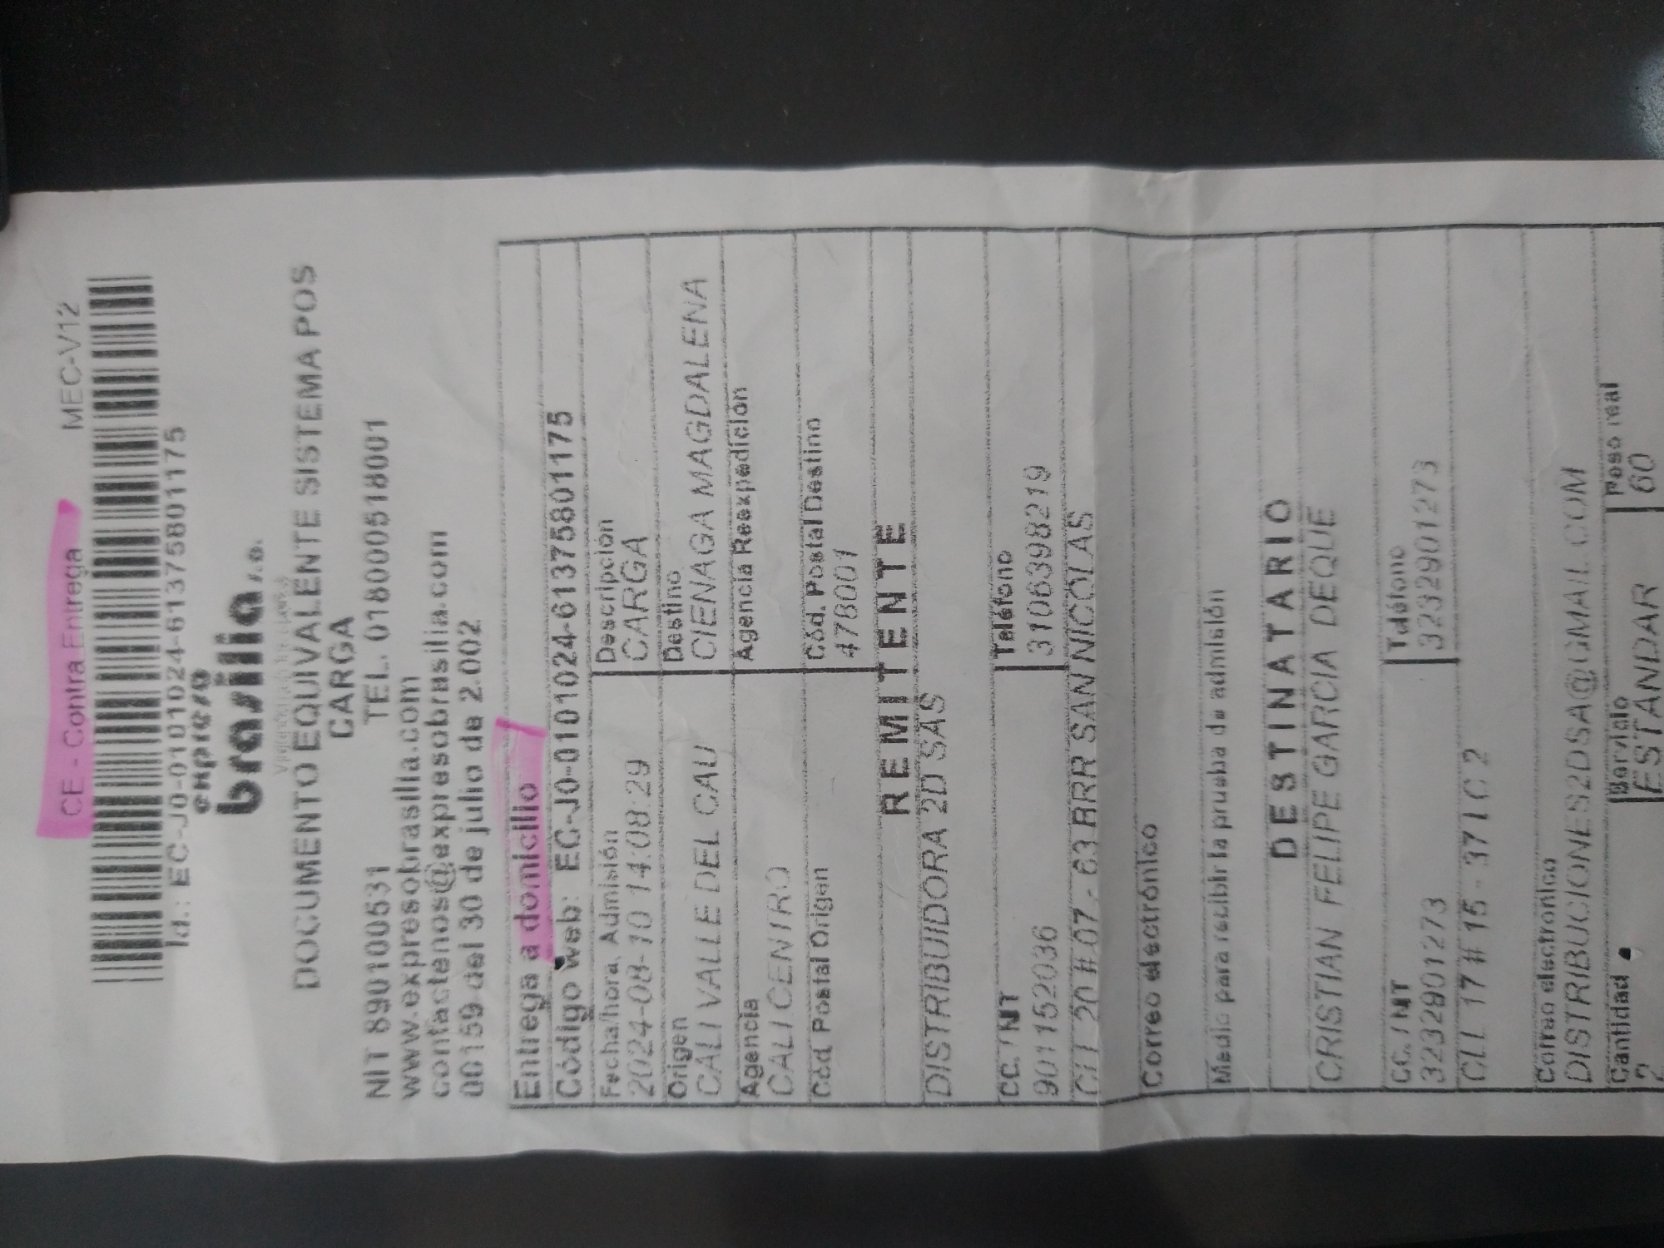 CE - Contra Entrega MEC-V12
Id.: EC-J0-0101024-61375801175
expreso
brasilia s.a.
DOCUMENTO EQUIVALENTE SISTEMA POS
CARGA
NIT 890100531 TEL. 018000518001
www.expresobrasilia.com
contactenos@expresobrasilia.com
00159 del 30 de julio de 2.002
Entrega a domicilio
Código web: EC-J0-0101024-61375801175
Fecha/hora, Admisión Descripción
2024-08-10 14:08:29 CARGA
Origen Destino
CALI VALLE DEL CAU CIENAGA MAGDALENA
Agencia Agencia Reexpedición
CALI CENTRO
Cód. Postal Origen Cód. Postal Destino
478001
REMITENTE
DISTRIBUIDORA 2D SAS
CC. / NIT Teléfono
901152036 3106398219
CLL 20 # 07 - 63 BRR SAN NICOLAS
Correo electrónico
Medio para recibir la prueba de admisión
DESTINATARIO
CRISTIAN FELIPE GARCIA DEQUE
CC. / NIT Teléfono
3232901273 3232901273
CLL 17 # 15 - 37 L C 2
Correo electrónico
DISTRIBUCIONES2DSA@GMAIL.COM
Cantidad Servicio Peso real
2 ESTÁNDAR 60